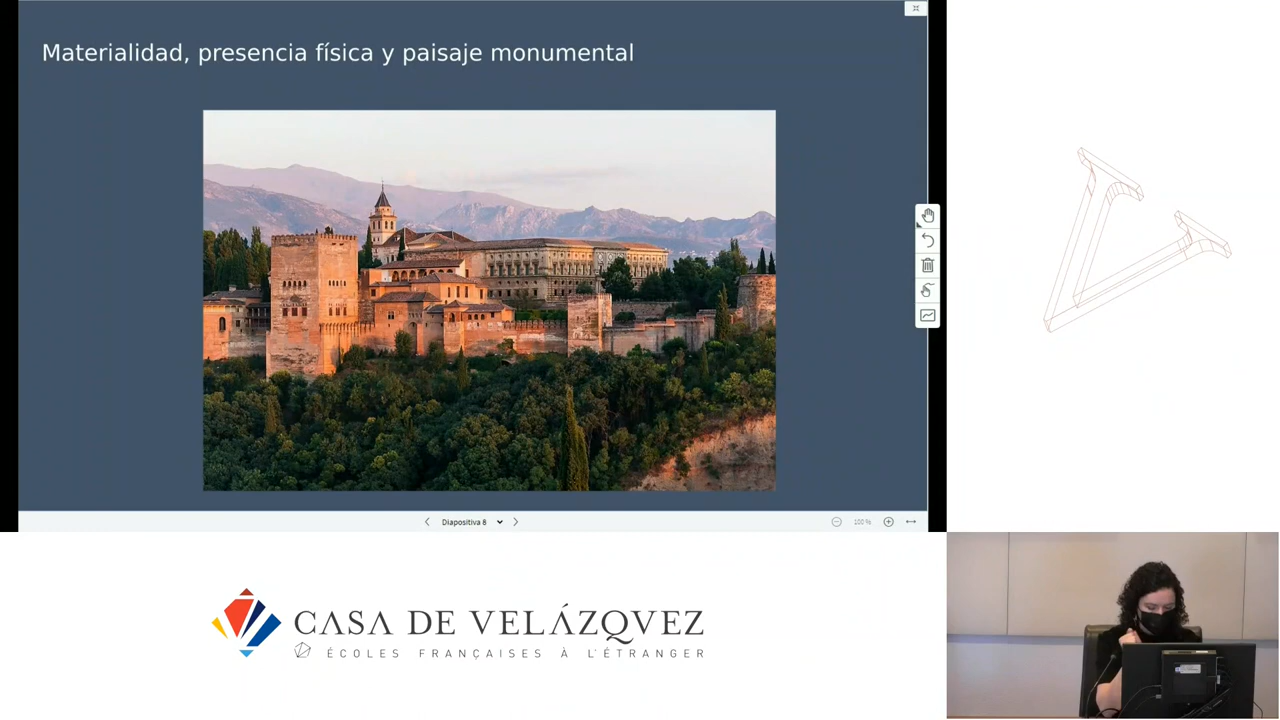 Materialidad, presencia física y paisaje monumental
Diapositiva 8
100 %
CASA DE VELÁZQVEZ
ÉCOLES FRANÇAISES À L'ÉTRANGER